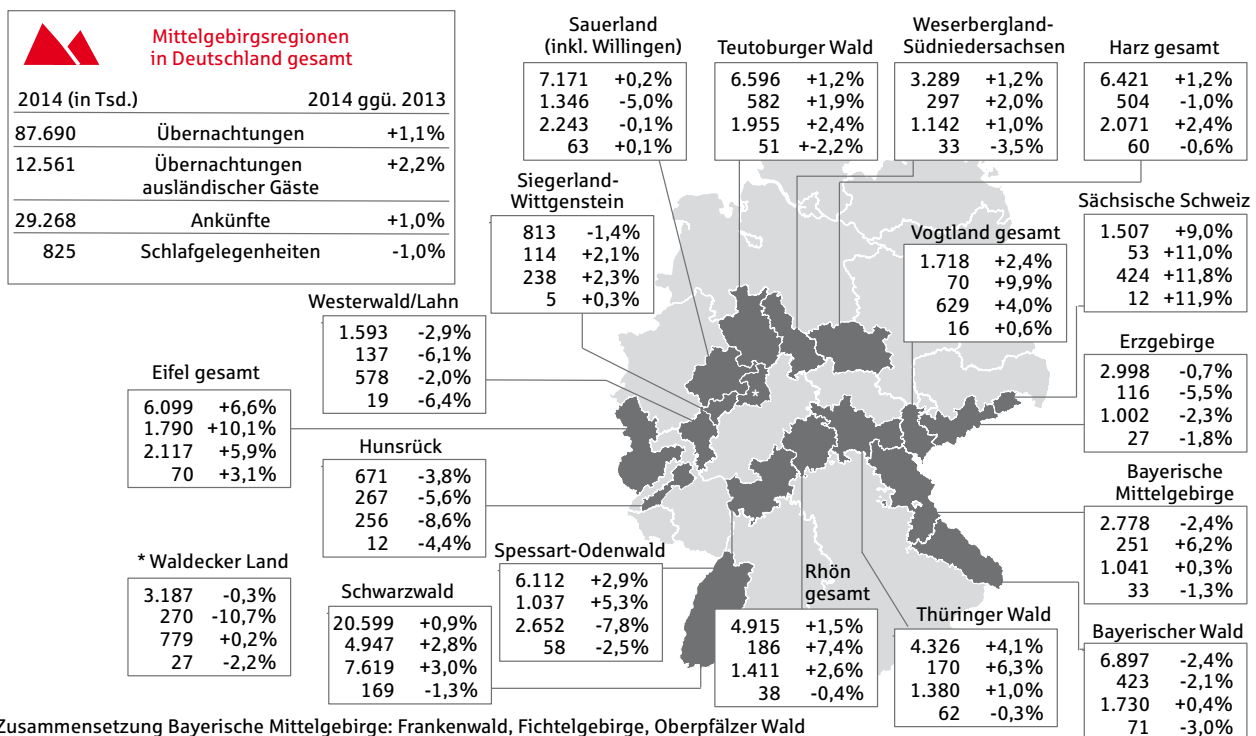 Mittelgebirgsregionen
in Deutschland gesamt
2014 (in Tsd.) 2014 ggü. 2013
87.690 Übernachtungen +1,1%
12.561 Übernachtungen +2,2%
ausländischer Gäste
29.268 Ankünfte +1,0%
825 Schlafgelegenheiten -1,0%
Sauerland
(inkl. Willingen)
7.171 +0,2%
1.346 -5,0%
2.243 -0,1%
63 +0,1%
Teutoburger Wald
6.596 +1,2%
582 +1,9%
1.955 +2,4%
51 +-2,2%
Weserbergland-
Südniedersachsen
3.289 +1,2%
297 +2,0%
1.142 +1,0%
33 -3,5%
Harz gesamt
6.421 +1,2%
504 -1,0%
2.071 +2,4%
60 -0,6%
Siegerland-
Wittgenstein
813 -1,4%
114 +2,1%
238 +2,3%
5 +0,3%
Vogtland gesamt
1.718 +2,4%
70 +9,9%
629 +4,0%
16 +0,6%
Sächsische Schweiz
1.507 +9,0%
53 +11,0%
424 +11,8%
12 +11,9%
Westerwald/Lahn
1.593 -2,9%
137 -6,1%
578 -2,0%
19 -6,4%
Erzgebirge
2.998 -0,7%
116 -5,5%
1.002 -2,3%
27 -1,8%
Eifel gesamt
6.099 +6,6%
1.790 +10,1%
2.117 +5,9%
70 +3,1%
*
Hunsrück
671 -3,8%
267 -5,6%
256 -8,6%
12 -4,4%
Bayerische
Mittelgebirge
2.778 -2,4%
251 +6,2%
1.041 +0,3%
33 -1,3%
* Waldecker Land
3.187 -0,3%
270 -10,7%
779 +0,2%
27 -2,2%
Schwarzwald
20.599 +0,9%
4.947 +2,8%
7.619 +3,0%
169 -1,3%
Spessart-Odenwald
6.112 +2,9%
1.037 +5,3%
2.652 -7,8%
58 -2,5%
Rhön
gesamt
4.915 +1,5%
186 +7,4%
1.411 +2,6%
38 -0,4%
Thüringer Wald
4.326 +4,1%
170 +6,3%
1.380 +1,0%
62 -0,3%
Bayerischer Wald
6.897 -2,4%
423 -2,1%
1.730 +0,4%
71 -3,0%
Zusammensetzung Bayerische Mittelgebirge: Frankenwald, Fichtelgebirge, Oberpfälzer Wald